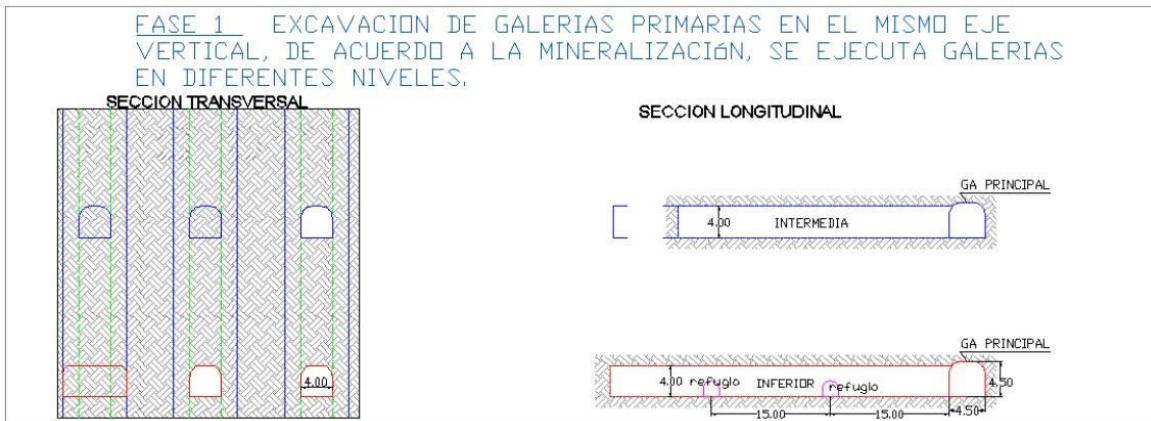 FASE 1 EXCAVACION DE GALERIAS PRIMARIAS EN EL MISMO EJE
VERTICAL, DE ACUERDO A LA MINERALIZACIóN, SE EJECUTA GALERIAS
EN DIFERENTES NIVELES.
SECCION TRANSVERSAL
SECCION LONGITUDINAL
GA PRINCIPAL
4.00
INTERMEDIA
GA PRINCIPAL
4.00
4.00
refugio
INFERIOR
refugio
4.50
15.00
15.00
4.50